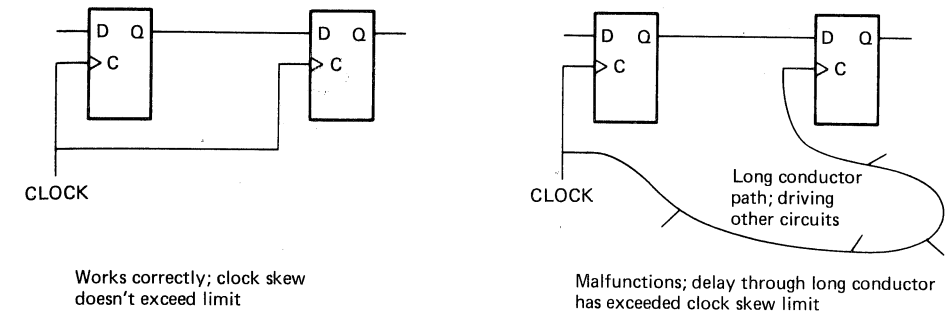 D Q
C
D Q
C
CLOCK
Works correctly; clock skew
doesn't exceed limit
D Q
C
D Q
C
CLOCK
Long conductor
path; driving
other circuits
Malfunctions; delay through long conductor
has exceeded clock skew limit